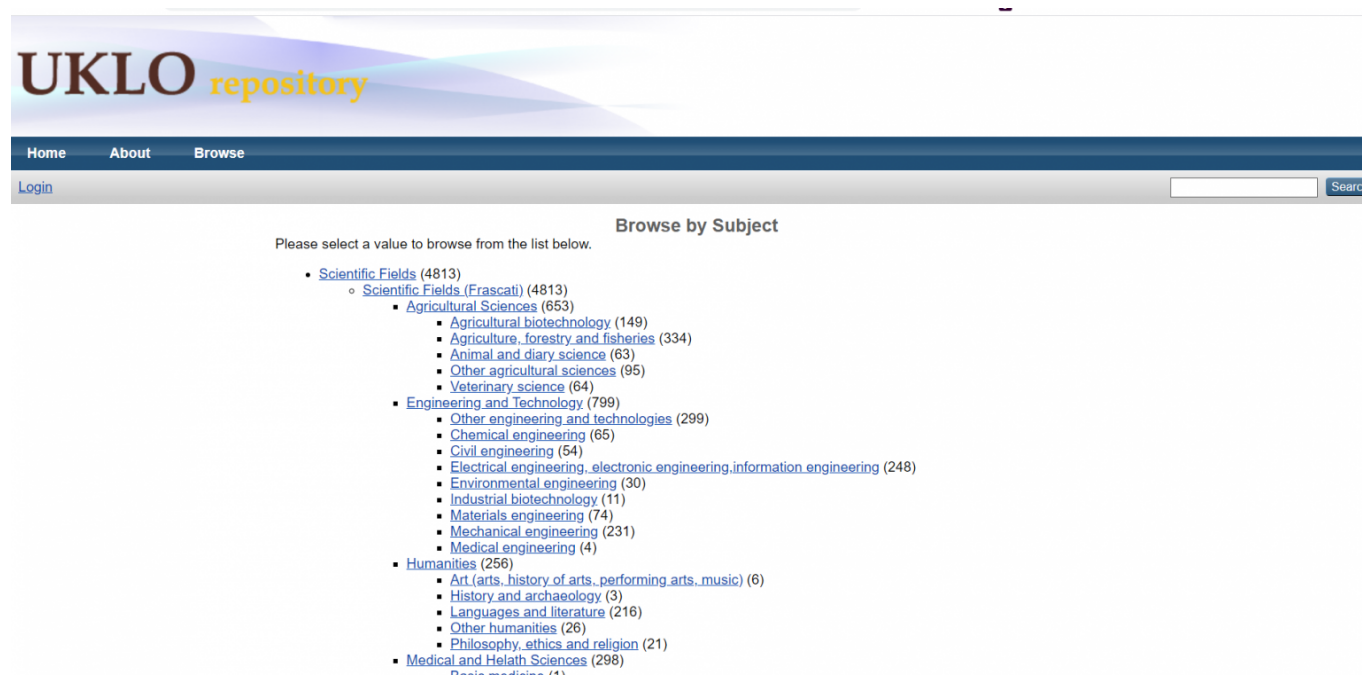 UKLO repository
Home About Browse
Login Searc
Browse by Subject
Please select a value to browse from the list below.
Scientific Fields (4813)
Scientific Fields (Frascati) (4813)
Agricultural Sciences (653)
Agricultural biotechnology (149)
Agriculture, forestry and fisheries (334)
Animal and diary science (63)
Other agricultural sciences (95)
Veterinary science (64)
Engineering and Technology (799)
Other engineering and technologies (299)
Chemical engineering (65)
Civil engineering (54)
Electrical engineering, electronic engineering,information engineering (248)
Environmental engineering (30)
Industrial biotechnology (11)
Materials engineering (74)
Mechanical engineering (231)
Medical engineering (4)
Humanities (256)
Art (arts, history of arts, performing arts, music) (6)
History and archaeology (3)
Languages and literature (216)
Other humanities (26)
Philosophy, ethics and religion (21)
Medical and Helath Sciences (298)
Basic medicine (1)